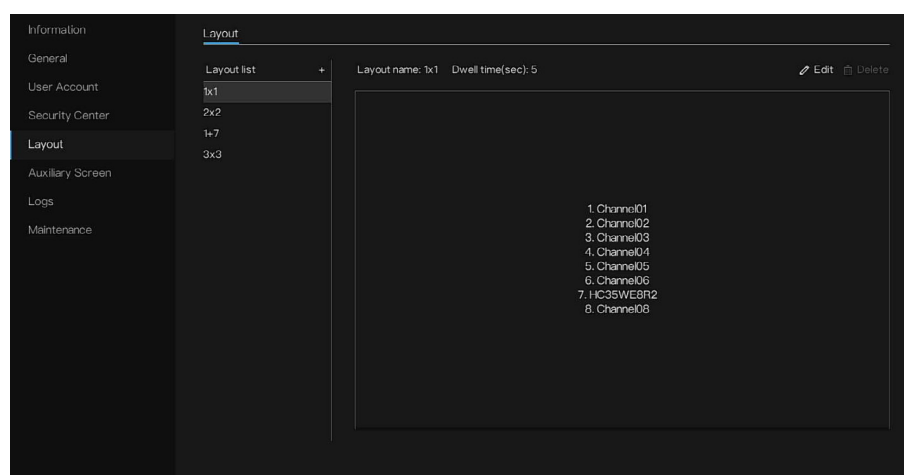 Information
General
User Account
Security Center
Layout
Auxiliary Screen
Logs
Maintenance
Layout
Layout list +
1x1
2x2
1+7
3x3
Layout name: 1x1 Dwell time(sec): 5
Edit Delete
1. Channel01
2. Channel02
3. Channel03
4. Channel04
5. Channel05
6. Channel06
7. HC35WE8R2
8. Channel08